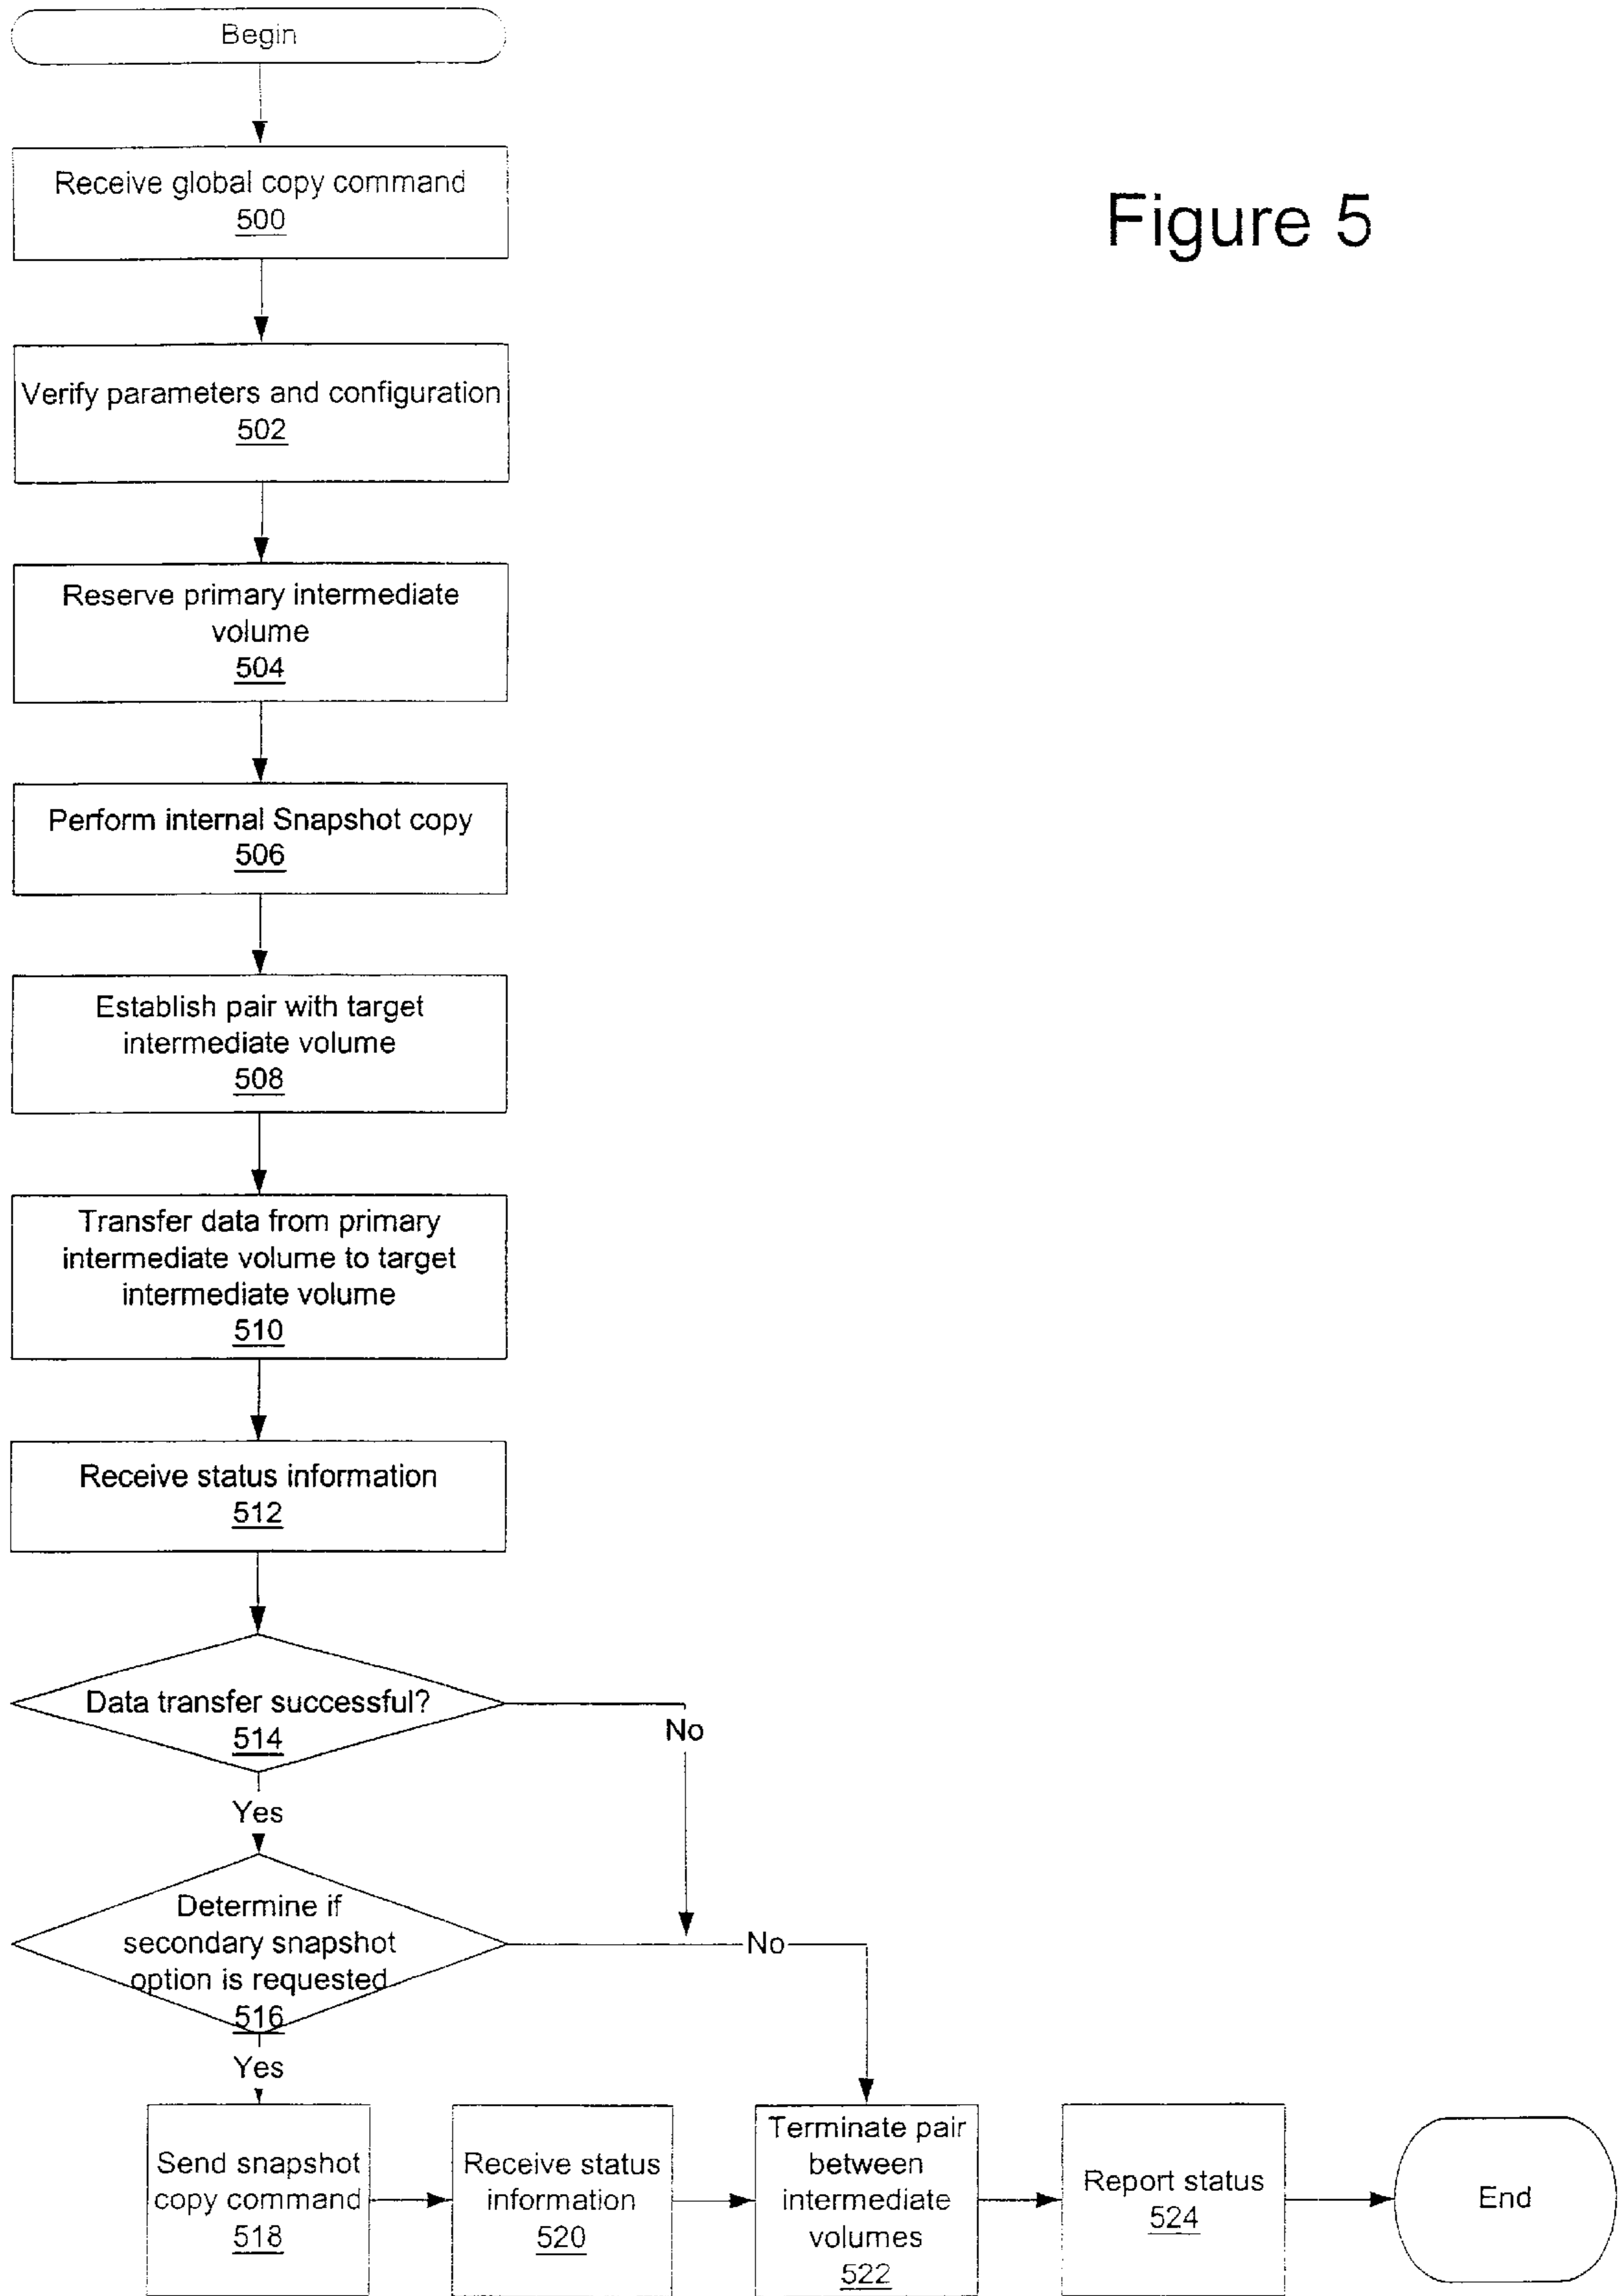 Begin
Receive global copy command
500
Figure 5
Verify parameters and configuration
502
Reserve primary intermediate
volume
504
Perform internal Snapshot copy
506
Establish pair with target
intermediate volume
508
Transfer data from primary
intermediate volume to target
intermediate volume
510
Receive status information
512
Data transfer successful?
514
No
Yes
Determine if
secondary snapshot
option is requested
516
No
Yes
Send snapshot
copy command
518
Receive status
information
520
Terminate pair
between
intermediate
volumes
522
Report status
524
End